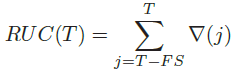 RUC(T) = \sum_{j=T-FS}^{T} \nabla(j)